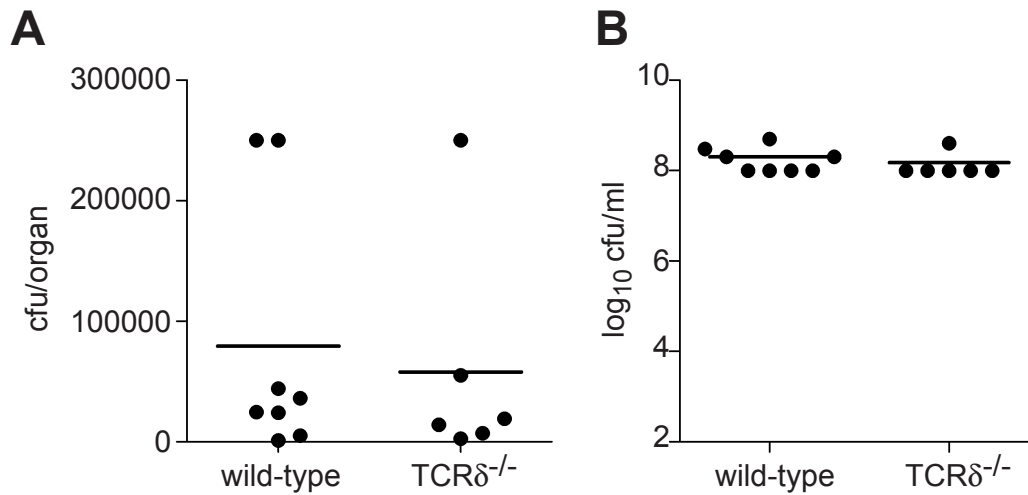 A
300000
200000
100000
0
cfu/organ
wild-type
TCRδ-/-
B
10
8
6
4
2
log10 cfu/ml
wild-type
TCRδ-/-